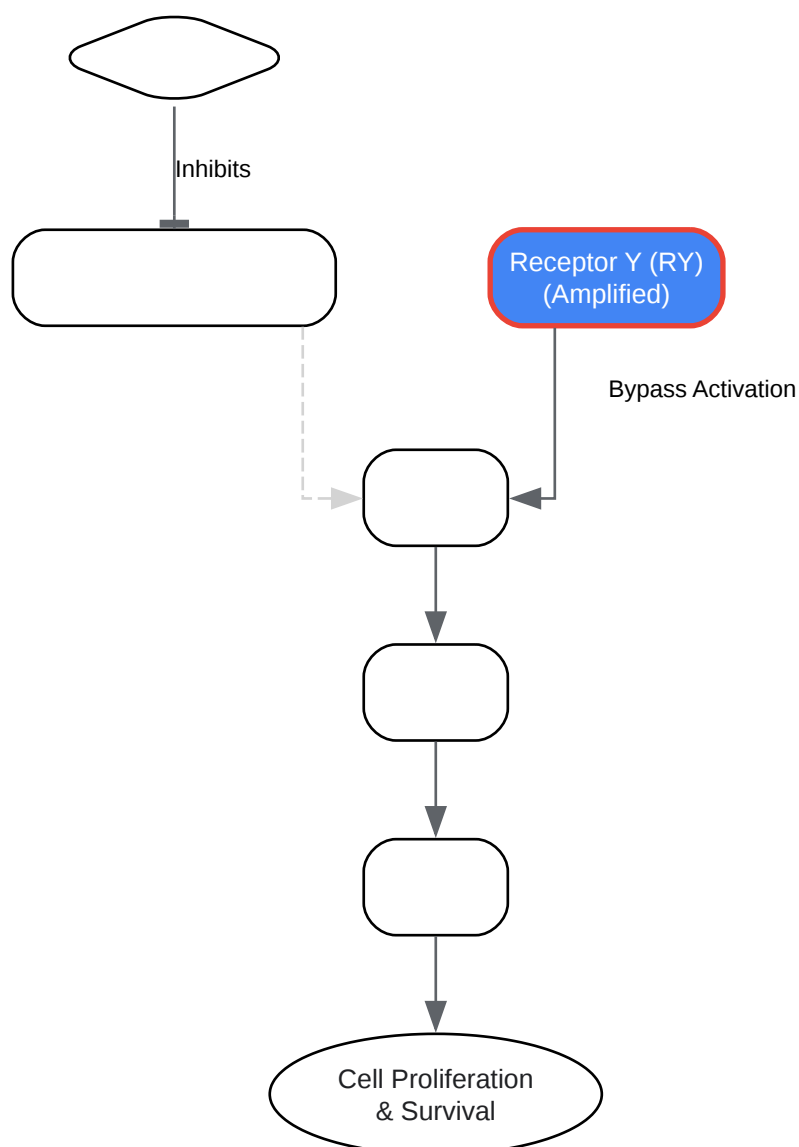 Inhibits
Receptor Y (RY)
(Amplified)
Bypass Activation
Cell Proliferation
& Survival